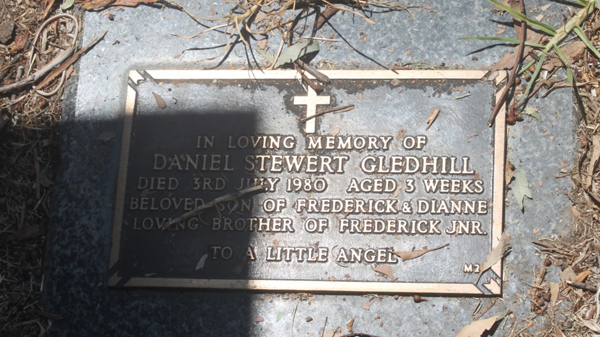 IN LOVING MEMORY OF
DANIEL STEWERT GLEDHILL
DIED 3RD JULY 1980 AGED 3 WEEKS
BELOVED SON OF FREDERICK & DIANNE
LOVING BROTHER OF FREDERICK JNR.
TO A LITTLE ANGEL
M2